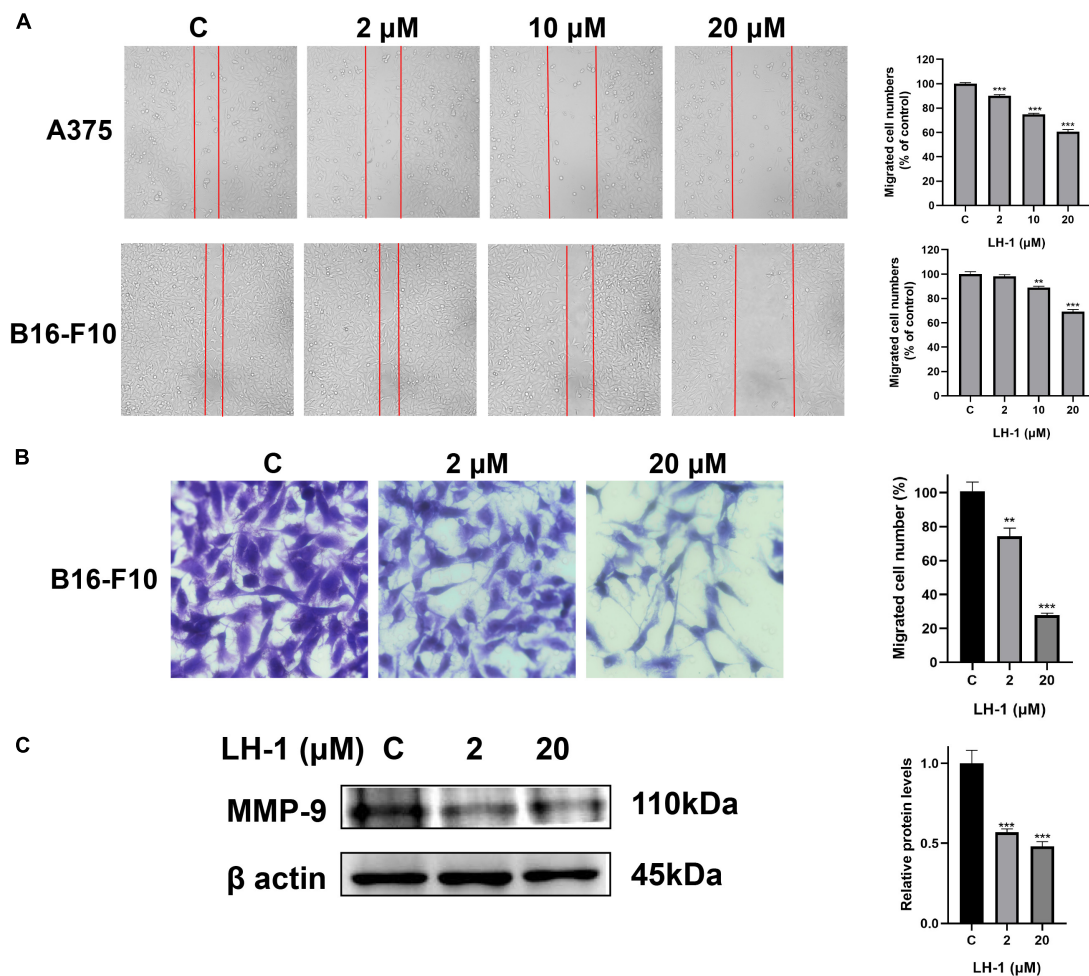 A
C 2 µM 10 µM 20 µM
A375
B16-F10
Migrated cell numbers
(% of control)
120
100
80
60
40
20
0
***
***
***
C 2 10 20
LH-1 (µM)
Migrated cell numbers
(% of control)
120
100
80
60
40
20
0
**
***
C 2 10 20
LH-1 (µM)
B
C 2 µM 20 µM
B16-F10
Migrated cell number (%)
100
80
60
40
20
0
**
***
C 2 20
LH-1 (µM)
C
LH-1 (µM) C 2 20
MMP-9 110kDa
β actin 45kDa
Relative protein levels
1.0
0.5
0.0
***
***
C 2 20
LH-1 (µM)